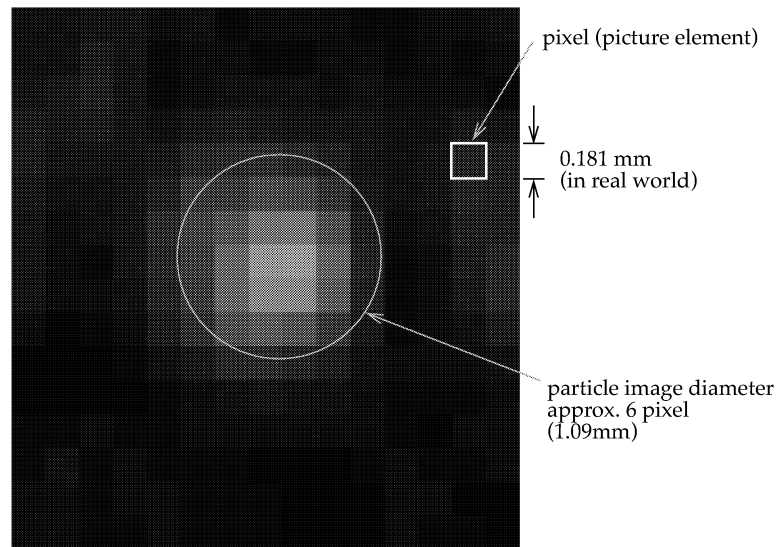 pixel (picture element)
0.181 mm
(in real world)
particle image diameter
approx. 6 pixel
(1.09mm)